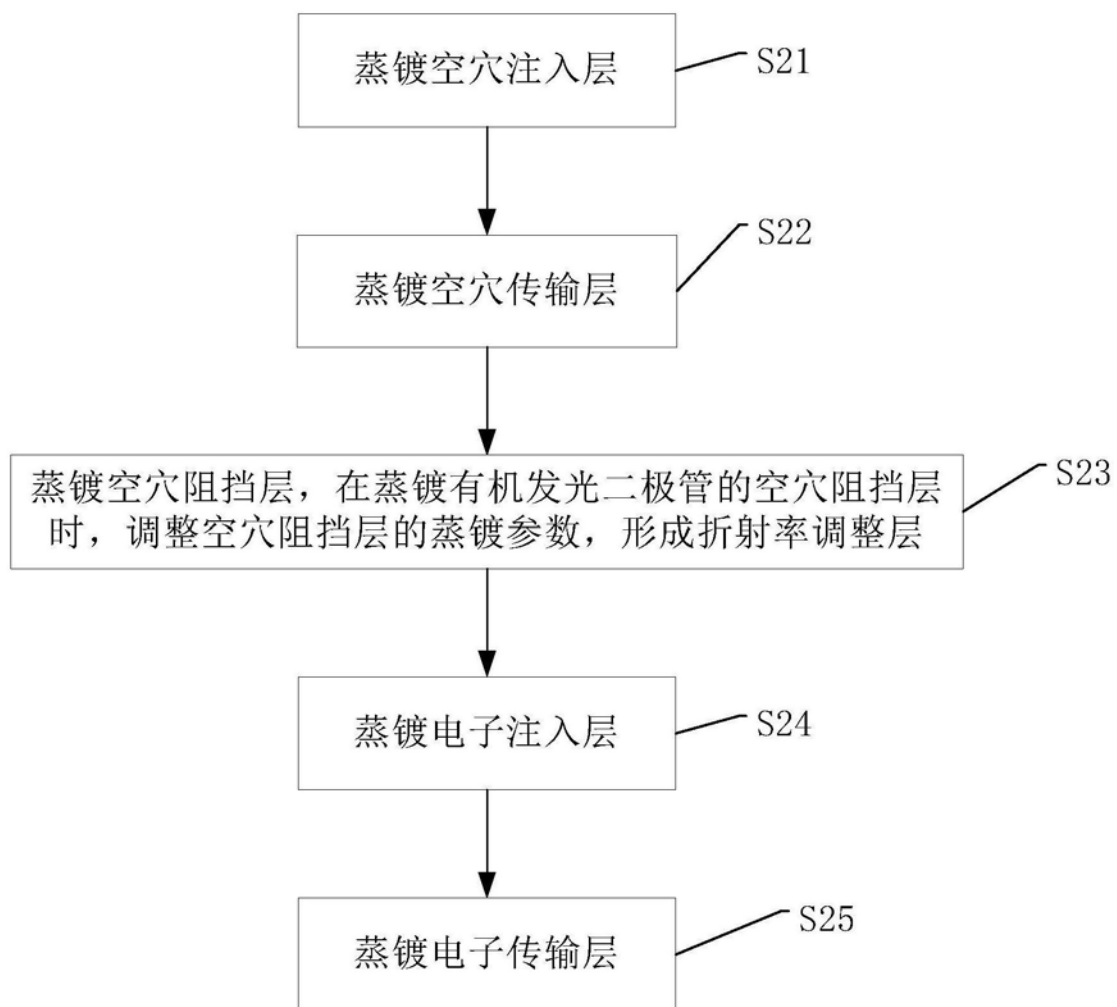 蒸镀空穴注入层
S21
蒸镀空穴传输层
S22
蒸镀空穴阻挡层，在蒸镀有机发光二极管的空穴阻挡层
时，调整空穴阻挡层的蒸镀参数，形成折射率调整层
S23
蒸镀电子注入层
S24
蒸镀电子传输层
S25